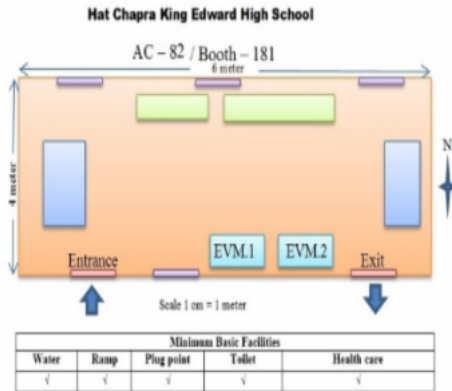 Hat Chapra King Edward High School
AC – 82 / Booth – 181
6 meter
4 meter
N
EVM.1 EVM.2
Entrance Exit
Scale 1 cm = 1 meter
Minimum Basic Facilities
Water Ramp Plug point Toilet Health care
√ √ √ √ √